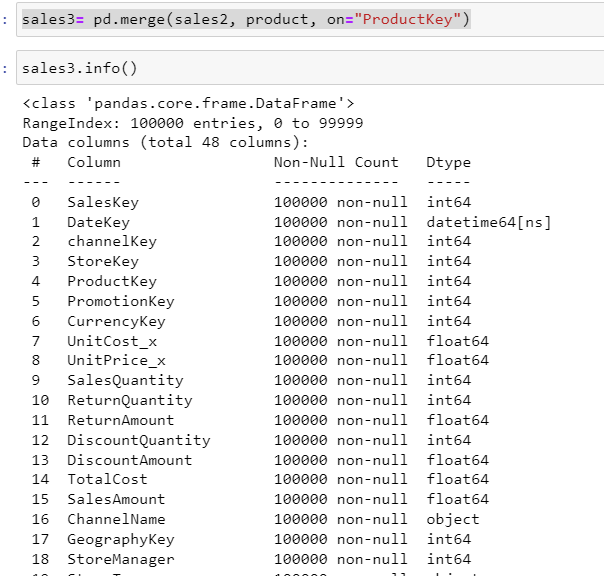 : sales3= pd.merge(sales2, product, on="ProductKey")
: sales3.info()
<class 'pandas.core.frame.DataFrame'>
RangeIndex: 100000 entries, 0 to 99999
Data columns (total 48 columns):
 #   Column             Non-Null Count   Dtype
---  ------             --------------   -----
 0   SalesKey           100000 non-null  int64
 1   DateKey            100000 non-null  datetime64[ns]
 2   channelKey         100000 non-null  int64
 3   StoreKey           100000 non-null  int64
 4   ProductKey         100000 non-null  int64
 5   PromotionKey       100000 non-null  int64
 6   CurrencyKey        100000 non-null  int64
 7   UnitCost_x         100000 non-null  float64
 8   UnitPrice_x        100000 non-null  float64
 9   SalesQuantity      100000 non-null  int64
 10  ReturnQuantity     100000 non-null  int64
 11  ReturnAmount       100000 non-null  float64
 12  DiscountQuantity   100000 non-null  int64
 13  DiscountAmount     100000 non-null  float64
 14  TotalCost          100000 non-null  float64
 15  SalesAmount        100000 non-null  float64
 16  ChannelName        100000 non-null  object
 17  GeographyKey       100000 non-null  int64
 18  StoreManager       100000 non-null  int64